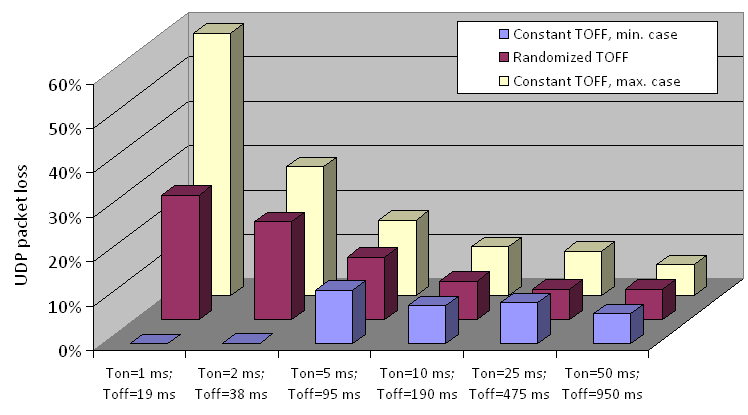 Constant TOFF, min. case
Randomized TOFF
Constant TOFF, max. case
60%
50%
40%
30%
20%
10%
0%
UDP packet loss
Ton=1 ms; Ton=2 ms; Ton=5 ms; Ton=10 ms; Ton=25 ms; Ton=50 ms;
Toff=19 ms Toff=38 ms Toff=95 ms Toff=190 ms Toff=475 ms Toff=950 ms